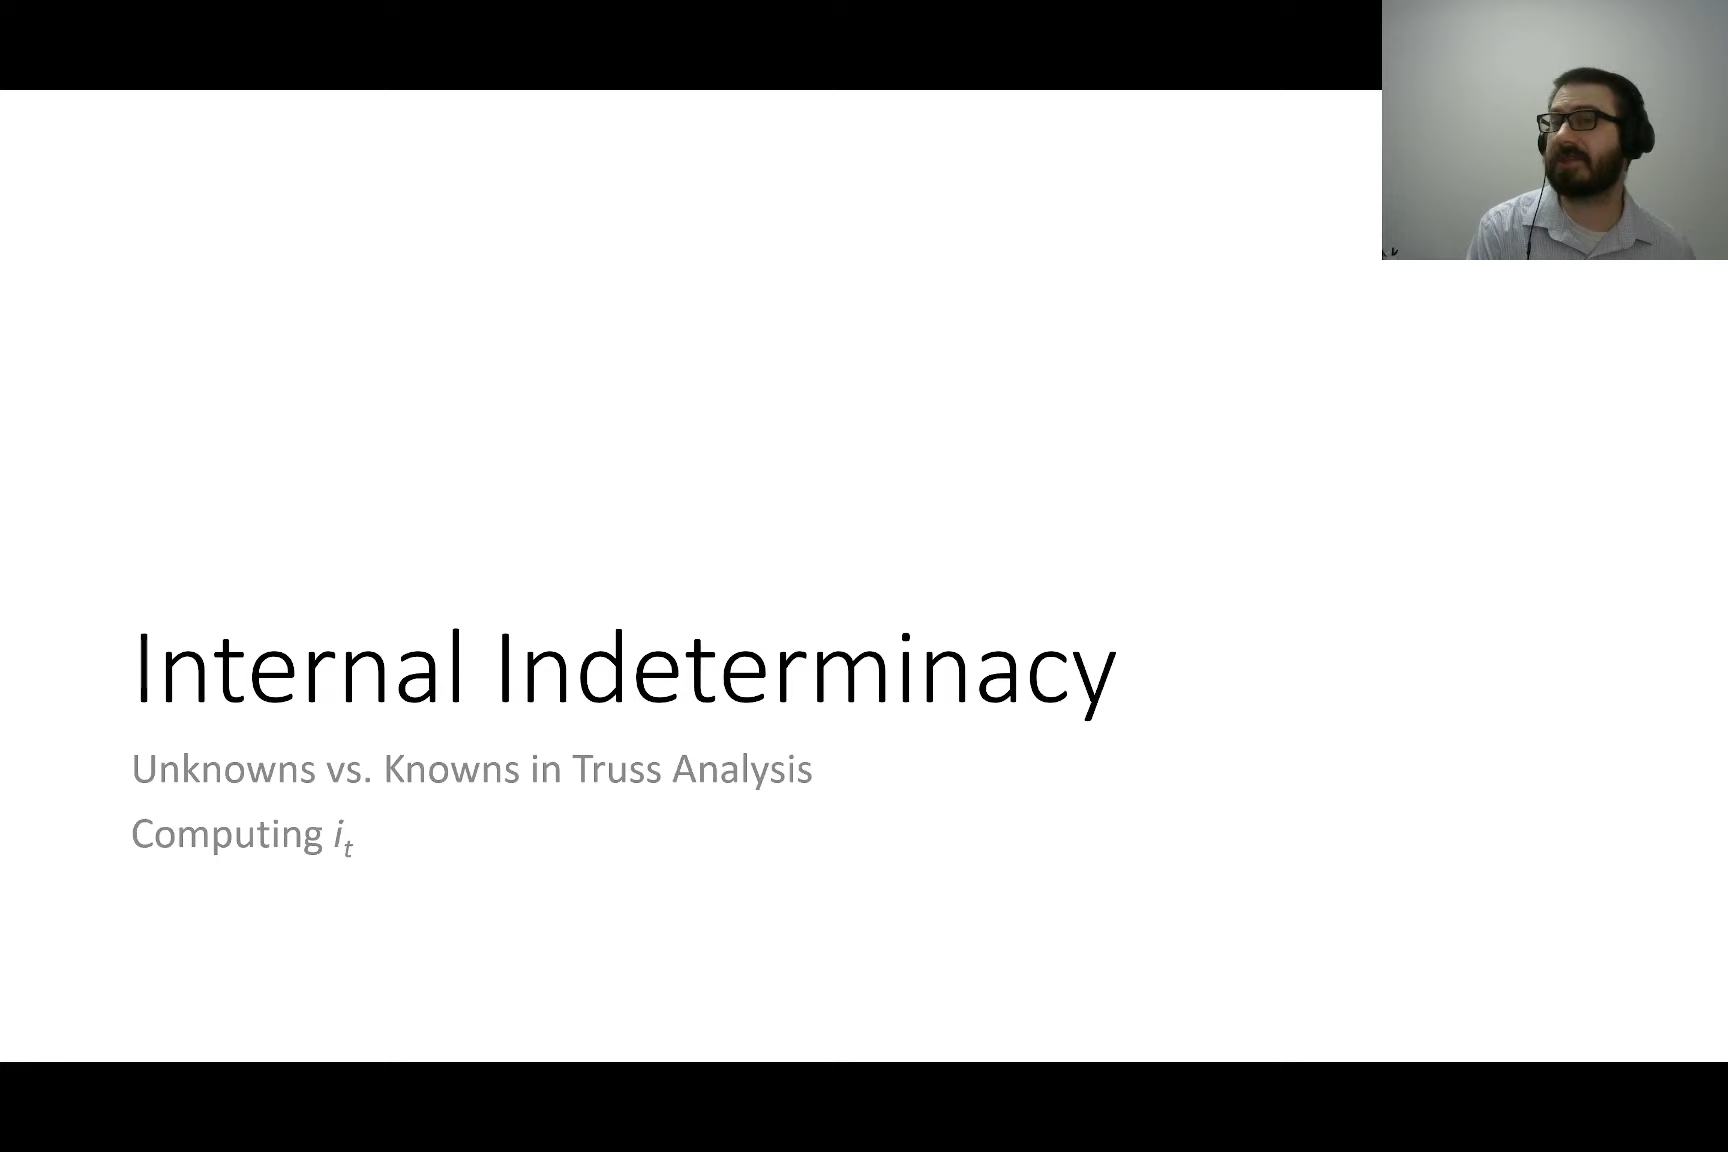 Internal Indeterminacy
Unknowns vs. Knowns in Truss Analysis
Computing i_t